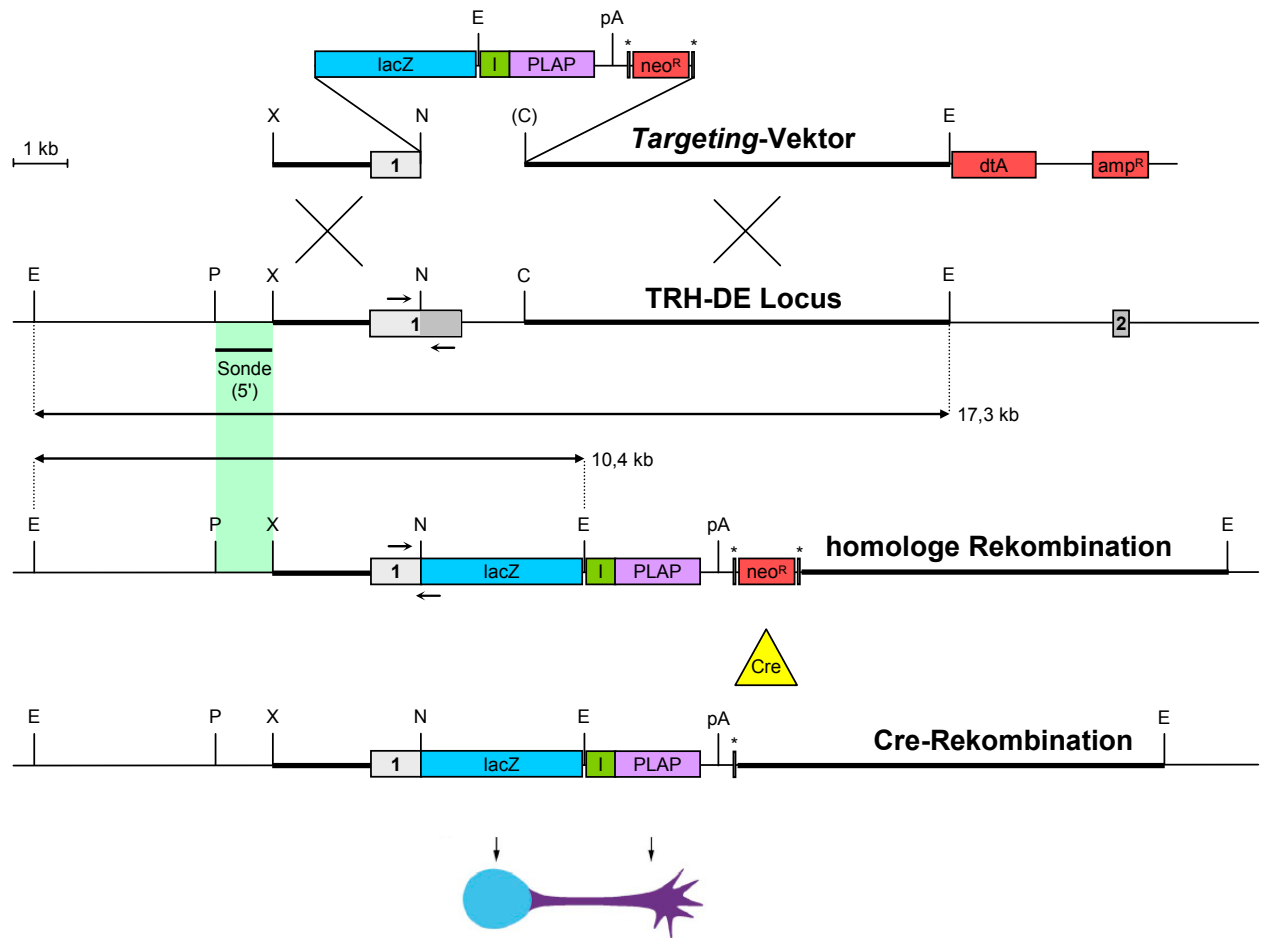 E pA
* *
lacZ I PLAP neoR
X N (C) Targeting-Vektor E
1 kb
1 dtA ampR
E P X N C TRH-DE Locus E
1 2
Sonde
(5')
17,3 kb
10,4 kb
E P X N E pA * * homologe Rekombination E
1 lacZ I PLAP neoR
Cre
E P X N E pA * Cre-Rekombination E
1 lacZ I PLAP